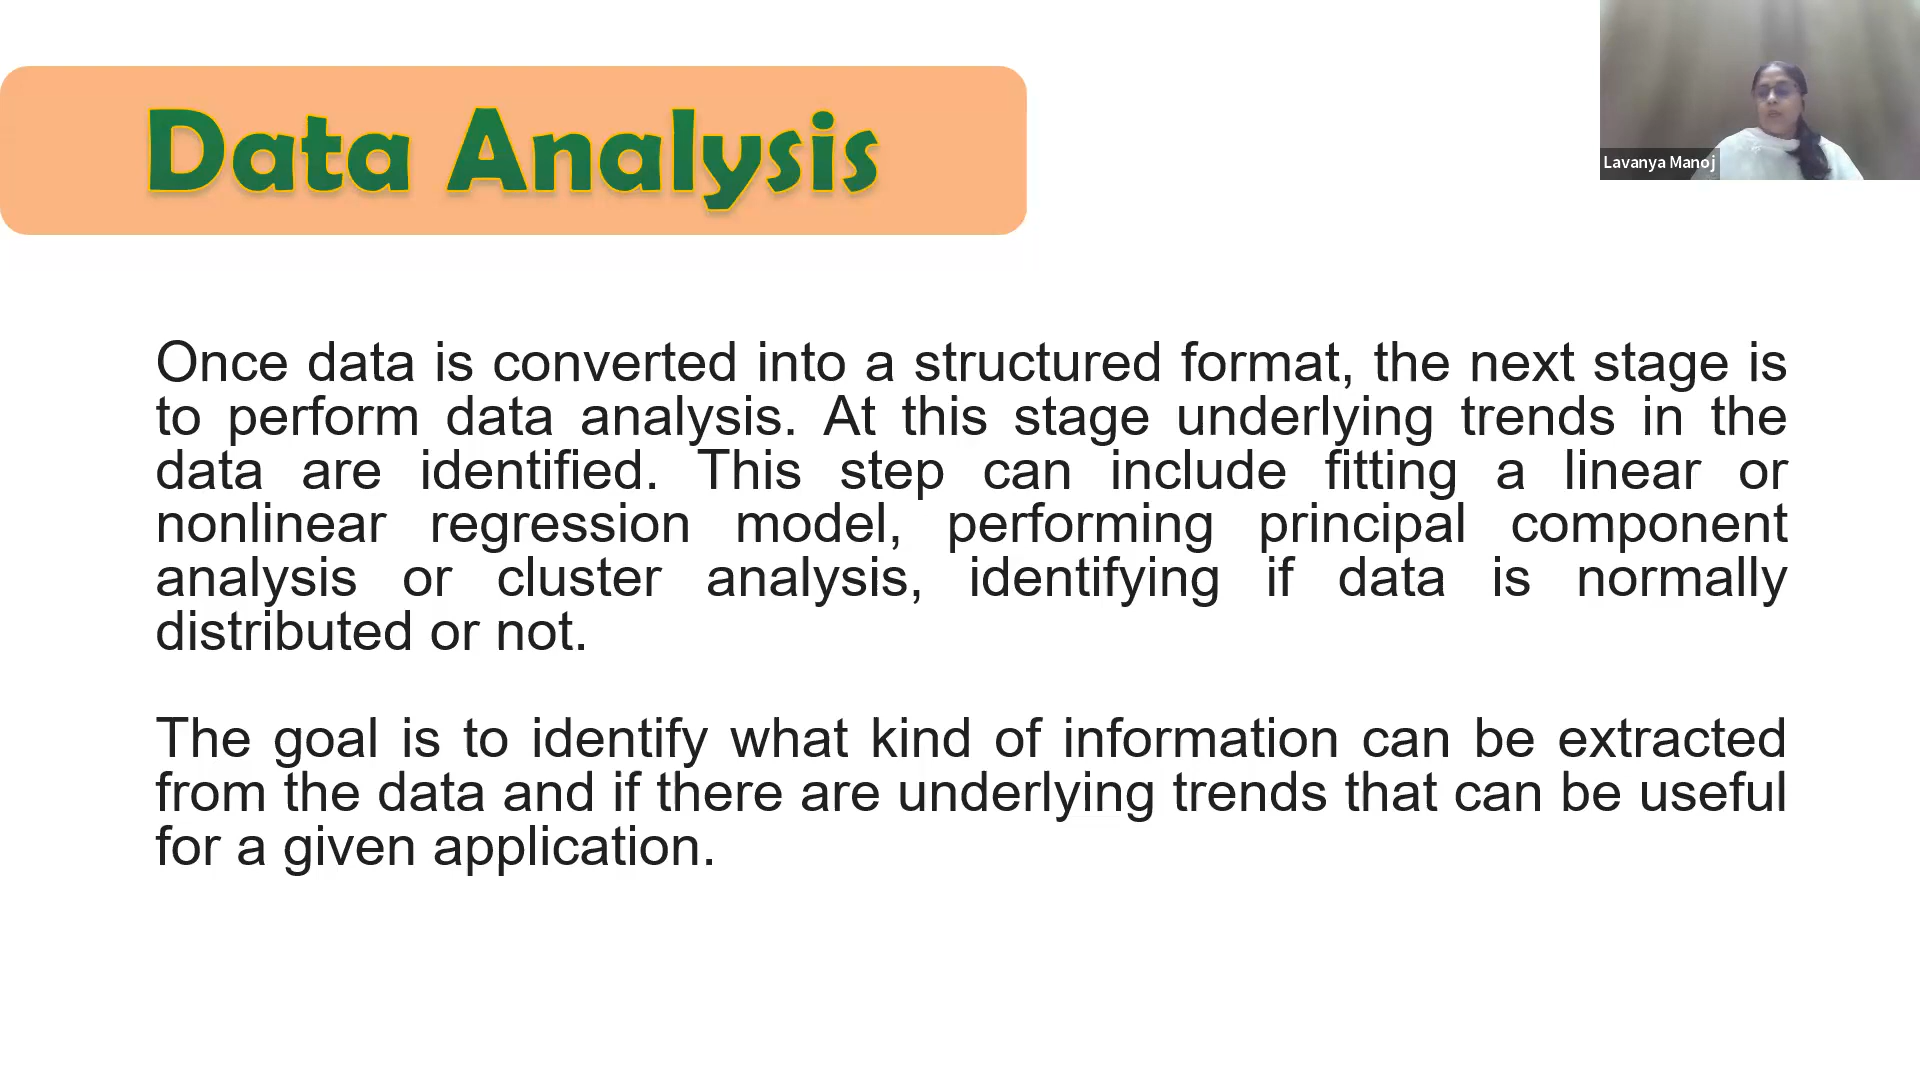 Data Analysis
Lavanya Manoj
Once data is converted into a structured format, the next stage is
to perform data analysis. At this stage underlying trends in the
data are identified. This step can include fitting a linear or
nonlinear regression model, performing principal component
analysis or cluster analysis, identifying if data is normally
distributed or not.
The goal is to identify what kind of information can be extracted
from the data and if there are underlying trends that can be useful
for a given application.